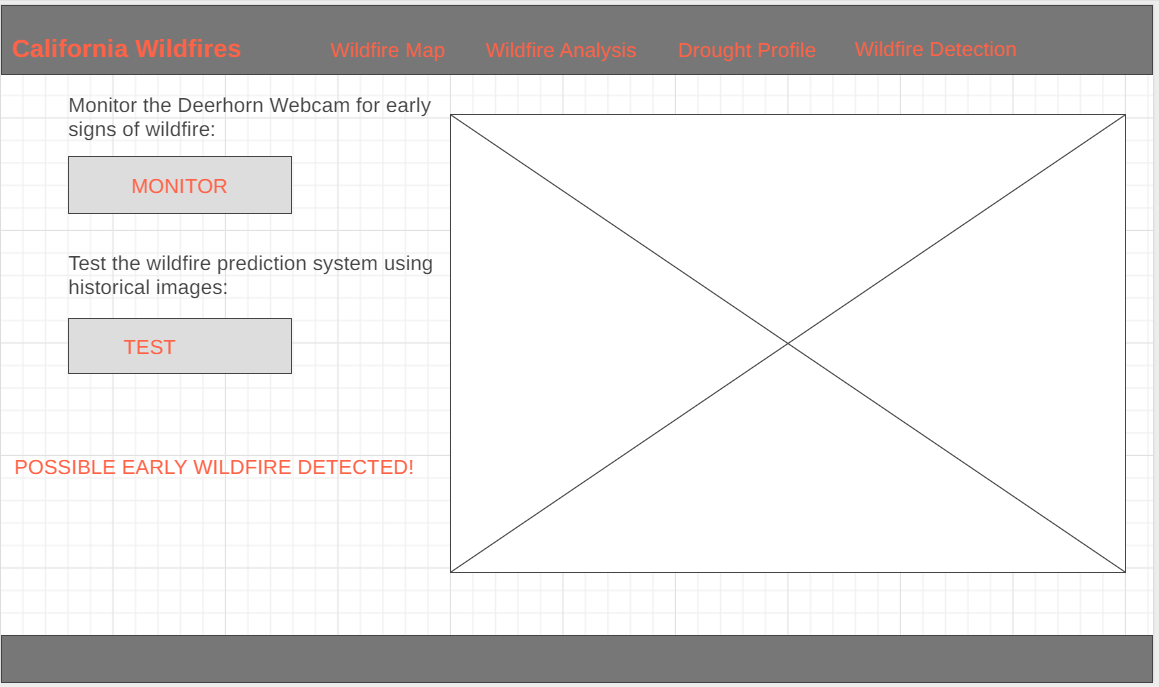 California Wildfires
Wildfire Map
Wildfire Analysis
Drought Profile
Wildfire Detection
Monitor the Deerhorn Webcam for early
signs of wildfire:
MONITOR
Test the wildfire prediction system using
historical images:
TEST
POSSIBLE EARLY WILDFIRE DETECTED!